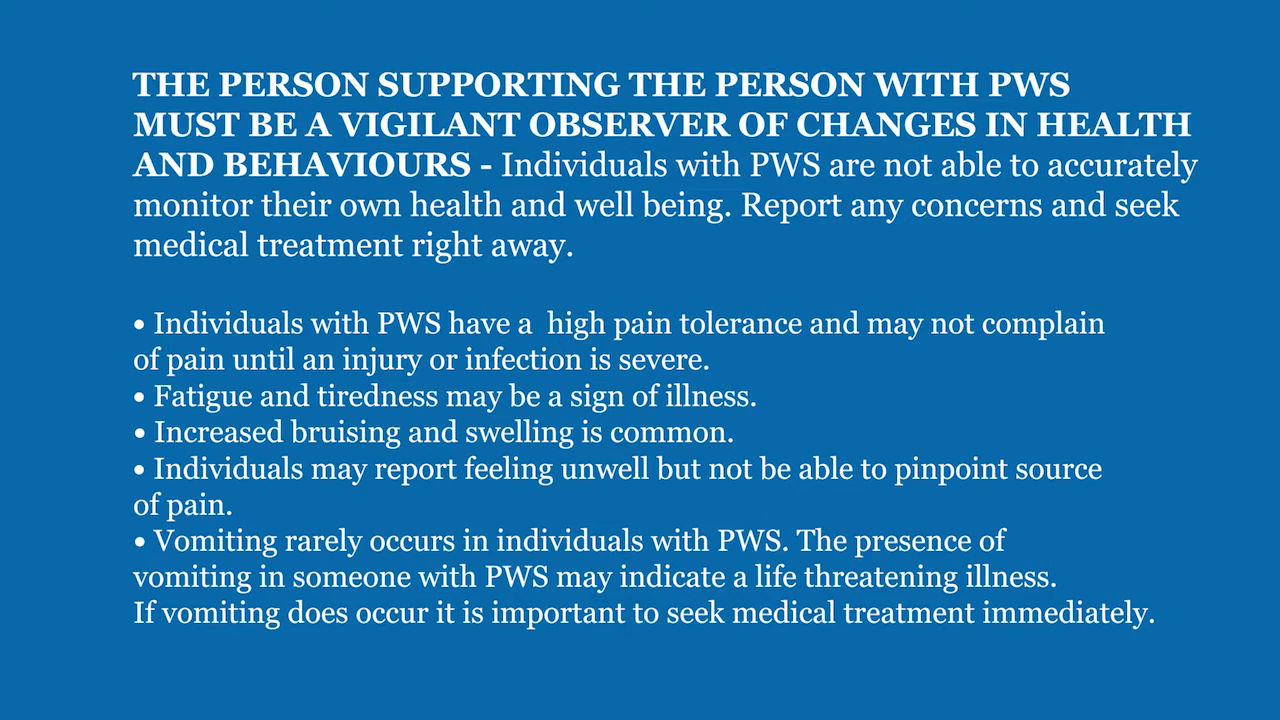 THE PERSON SUPPORTING THE PERSON WITH PWS
MUST BE A VIGILANT OBSERVER OF CHANGES IN HEALTH
AND BEHAVIOURS - Individuals with PWS are not able to accurately
monitor their own health and well being. Report any concerns and seek
medical treatment right away.
• Individuals with PWS have a  high pain tolerance and may not complain
of pain until an injury or infection is severe.
• Fatigue and tiredness may be a sign of illness.
• Increased bruising and swelling is common.
• Individuals may report feeling unwell but not be able to pinpoint source
of pain.
• Vomiting rarely occurs in individuals with PWS. The presence of
vomiting in someone with PWS may indicate a life threatening illness.
If vomiting does occur it is important to seek medical treatment immediately.